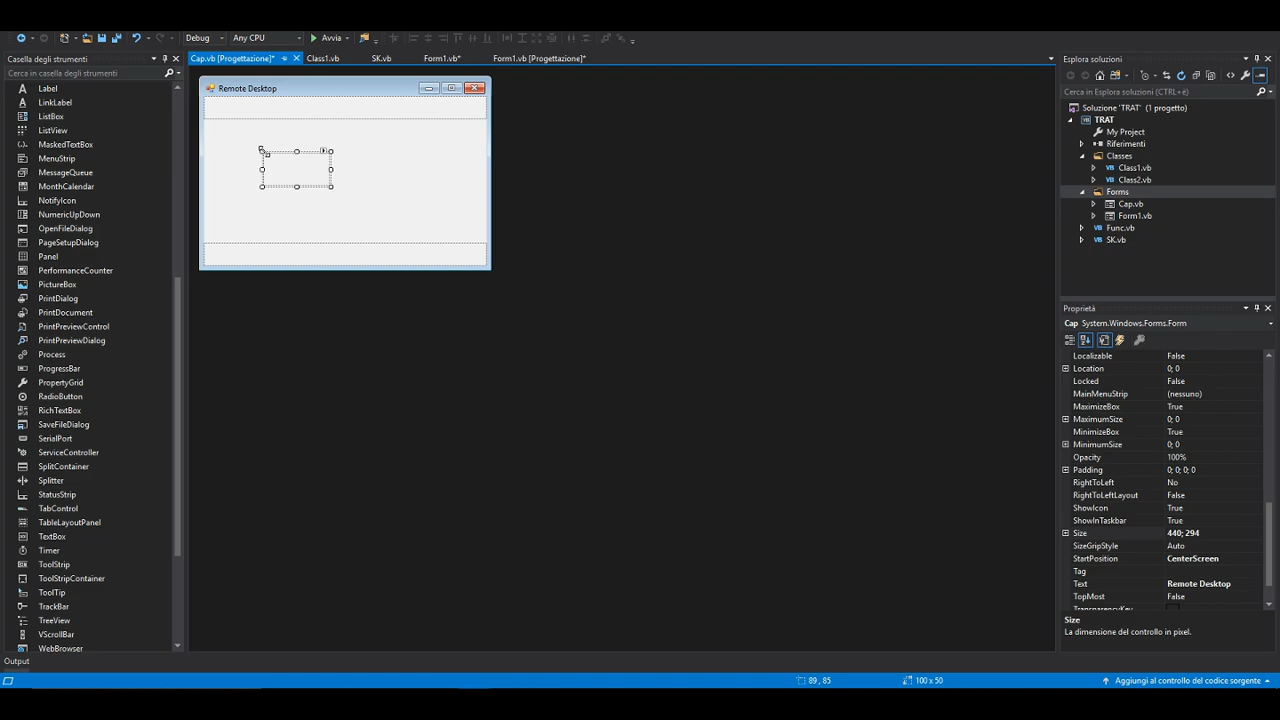 Debug Any CPU Avvia
Casella degli strumenti
Cerca in casella degli strumenti
Label
LinkLabel
ListBox
ListView
MaskedTextBox
MenuStrip
MessageQueue
MonthCalendar
NotifyIcon
NumericUpDown
OpenFileDialog
PageSetupDialog
Panel
PerformanceCounter
PictureBox
PrintDialog
PrintDocument
PrintPreviewControl
PrintPreviewDialog
Process
ProgressBar
PropertyGrid
RadioButton
RichTextBox
SaveFileDialog
SerialPort
ServiceController
SplitContainer
Splitter
StatusStrip
TabControl
TableLayoutPanel
TextBox
Timer
ToolStrip
ToolStripContainer
ToolTip
TrackBar
TreeView
VScrollBar
WebBrowser
Output
Cap.vb [Progettazione]* Class1.vb SK.vb Form1.vb* Form1.vb [Progettazione]*
Remote Desktop
Esplora soluzioni
Cerca in Esplora soluzioni (CTRL+è)
Soluzione 'TRAT' (1 progetto)
VB TRAT
My Project
Riferimenti
Classes
VB Class1.vb
VB Class2.vb
Forms
Cap.vb
Form1.vb
VB Func.vb
VB SK.vb
Proprietà
Cap System.Windows.Forms.Form
Localizable False
Location 0; 0
Locked False
MainMenuStrip (nessuno)
MaximizeBox True
MaximumSize 0; 0
MinimizeBox True
MinimumSize 0; 0
Opacity 100%
Padding 0; 0; 0; 0
RightToLeft No
RightToLeftLayout False
ShowIcon True
ShowInTaskbar True
Size 440; 294
SizeGripStyle Auto
StartPosition CenterScreen
Tag
Text Remote Desktop
TopMost False
TransparencyKey
Size
La dimensione del controllo in pixel.
89 , 85 100 x 50 Aggiungi al controllo del codice sorgente